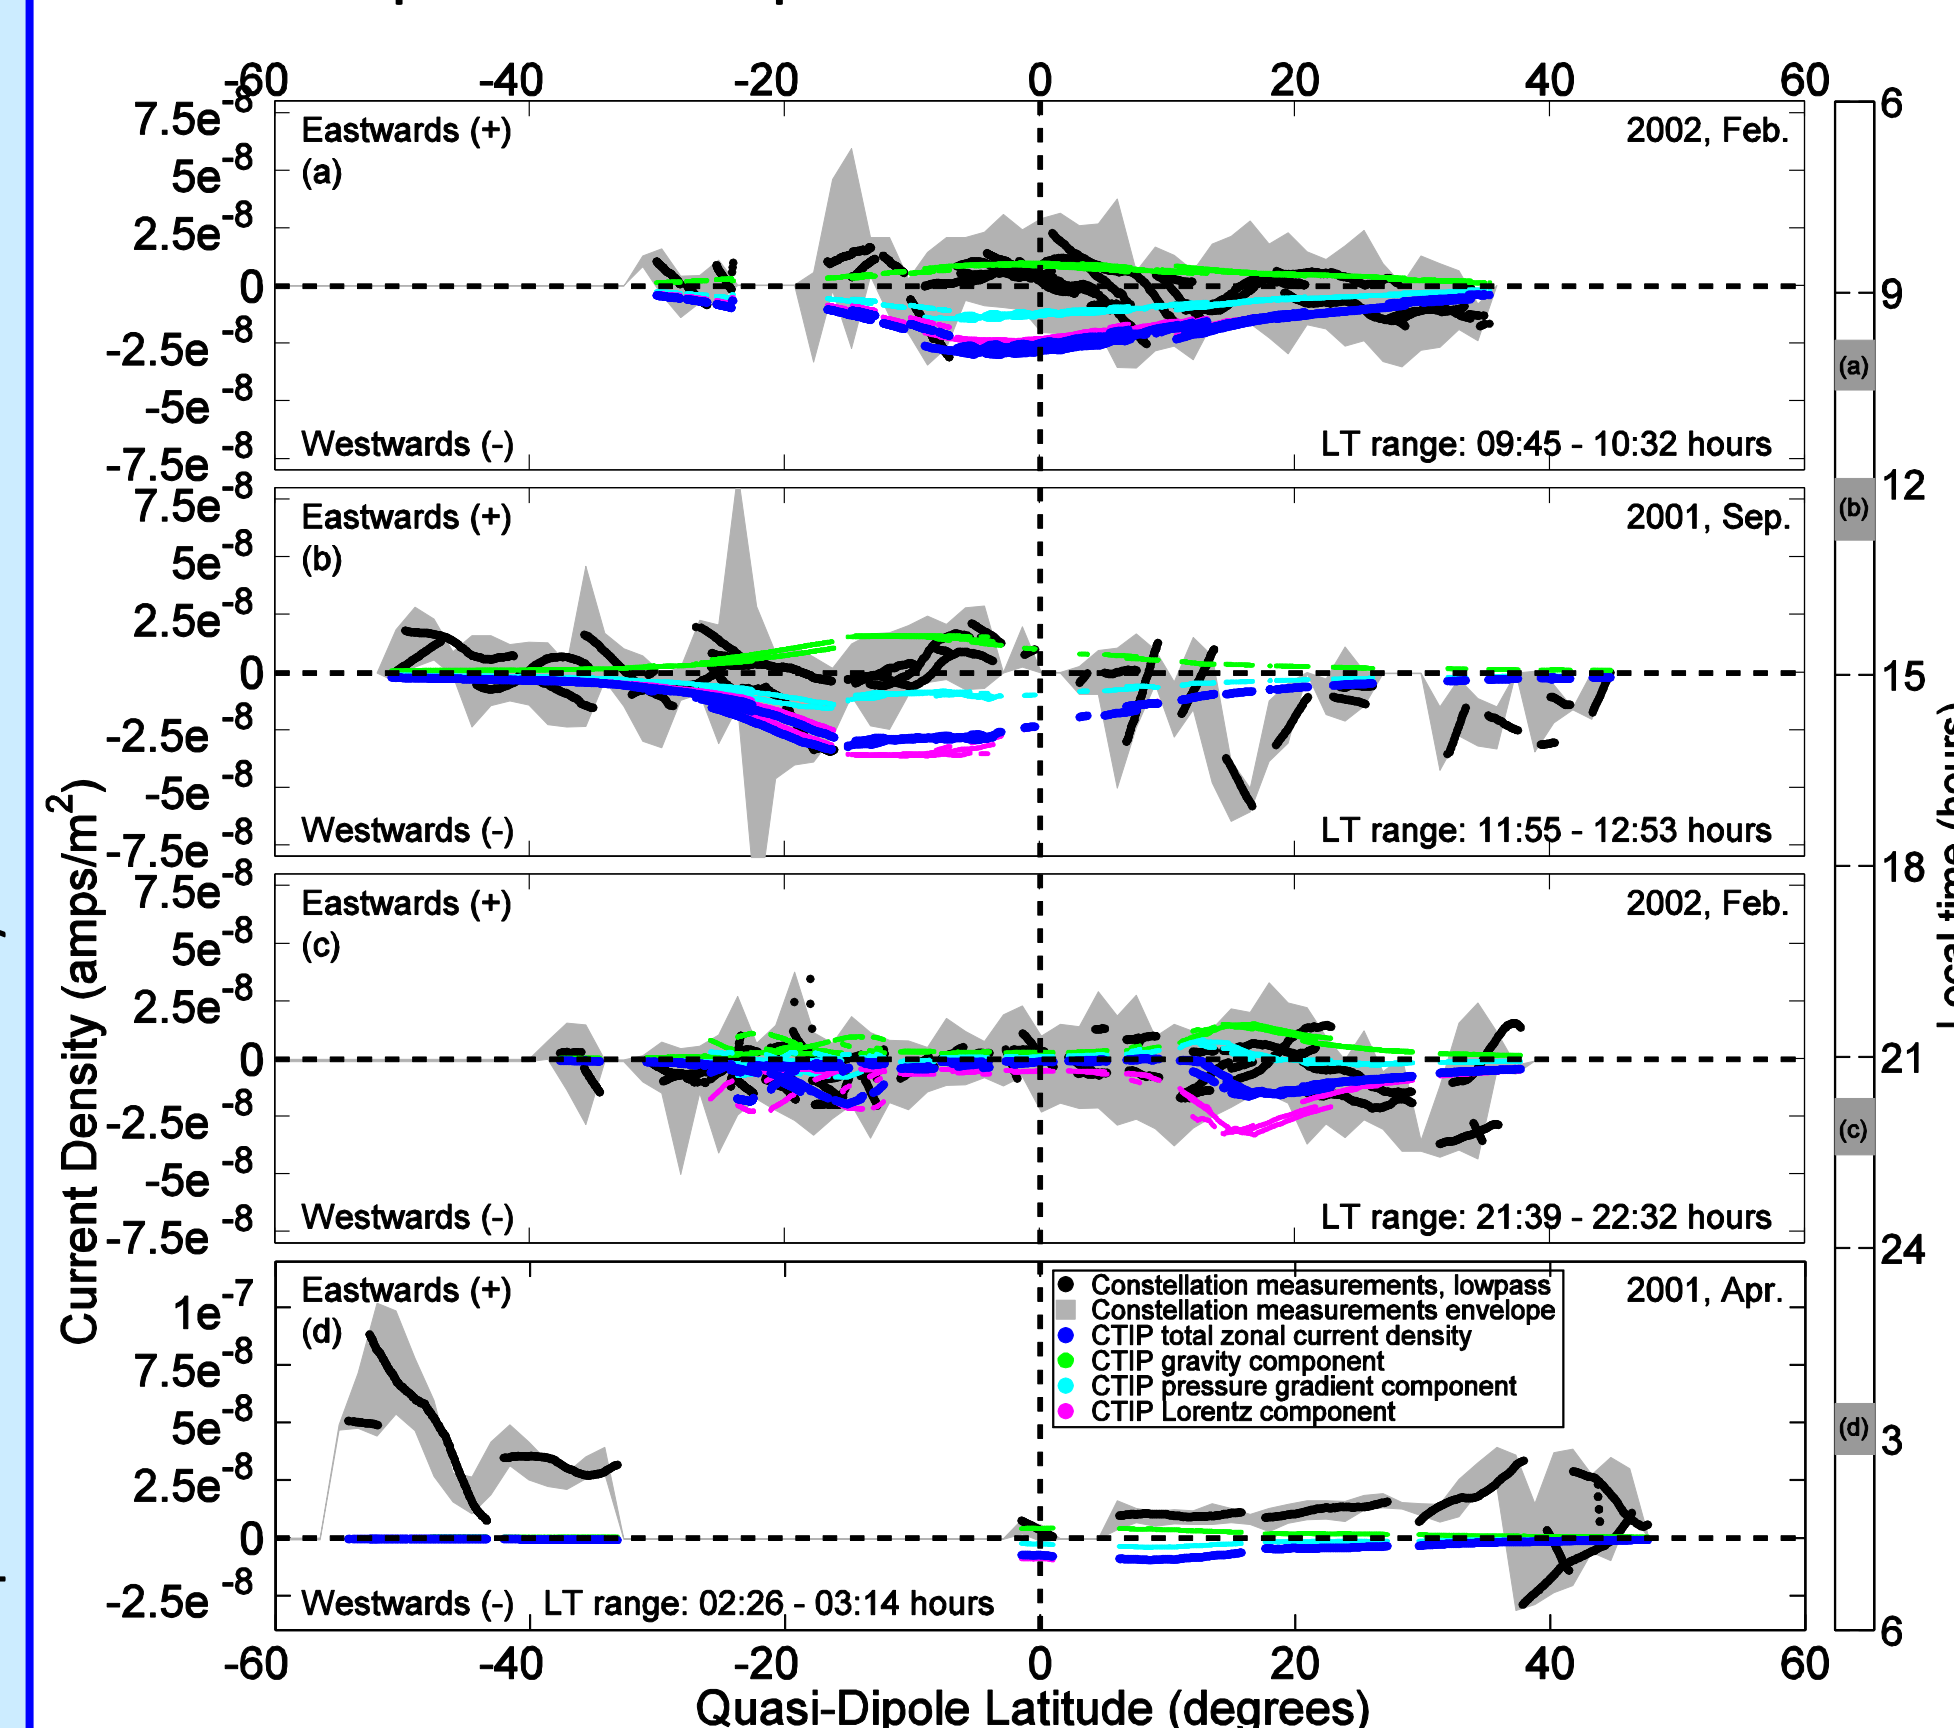 -60 -40 -20 0 20 40 60
7.5e-8
5e-8
2.5e-8
0
-2.5e-8
-5e-8
-7.5e-8
Eastwards (+)
(a)
2002, Feb.
Westwards (-)
LT range: 09:45 - 10:32 hours
7.5e-8
5e-8
2.5e-8
0
-2.5e-8
-5e-8
-7.5e-8
Eastwards (+)
(b)
2001, Sep.
Westwards (-)
LT range: 11:55 - 12:53 hours
7.5e-8
5e-8
2.5e-8
0
-2.5e-8
-5e-8
-7.5e-8
Eastwards (+)
(c)
2002, Feb.
Westwards (-)
LT range: 21:39 - 22:32 hours
1e-7
7.5e-8
5e-8
2.5e-8
0
-2.5e-8
Eastwards (+)
(d)
2001, Apr.
Constellation measurements, lowpass
Constellation measurements envelope
CTIP total zonal current density
CTIP gravity component
CTIP pressure gradient component
CTIP Lorentz component
Westwards (-) LT range: 02:26 - 03:14 hours
-60 -40 -20 0 20 40 60
Quasi-Dipole Latitude (degrees)
Current Density (amps/m2)
6
9
(a)
12
(b)
15
18
21
(c)
24
(d)
3
6
Local time (hours)